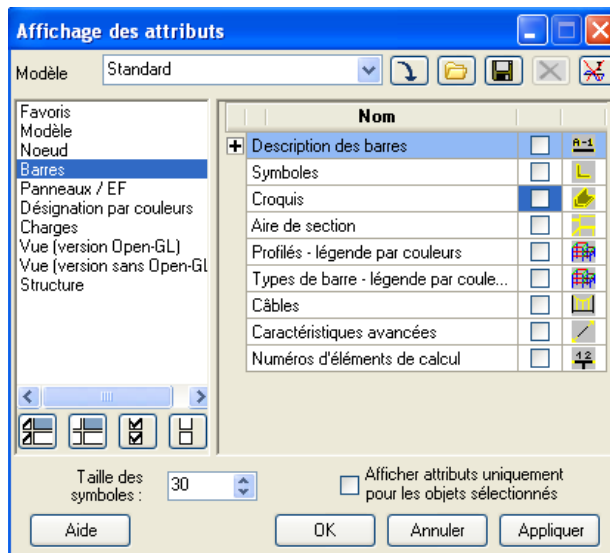 Affichage des attributs
Modèle Standard
Favoris
Modèle
Noeud
Barres
Panneaux / EF
Désignation par couleurs
Charges
Vue (version Open-GL)
Vue (version sans Open-GL
Structure
Nom
Description des barres
A-1
Symboles
Croquis
Aire de section
Profilés - légende par couleurs
Types de barre - légende par coule...
Câbles
Caractéristiques avancées
Numéros d'éléments de calcul
1 2
Taille des
symboles :
30
Afficher attributs uniquement
pour les objets sélectionnés
Aide OK Annuler Appliquer